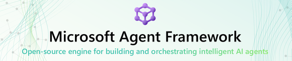 Microsoft Agent Framework
Open-source engine for building and orchestrating intelligent AI agents